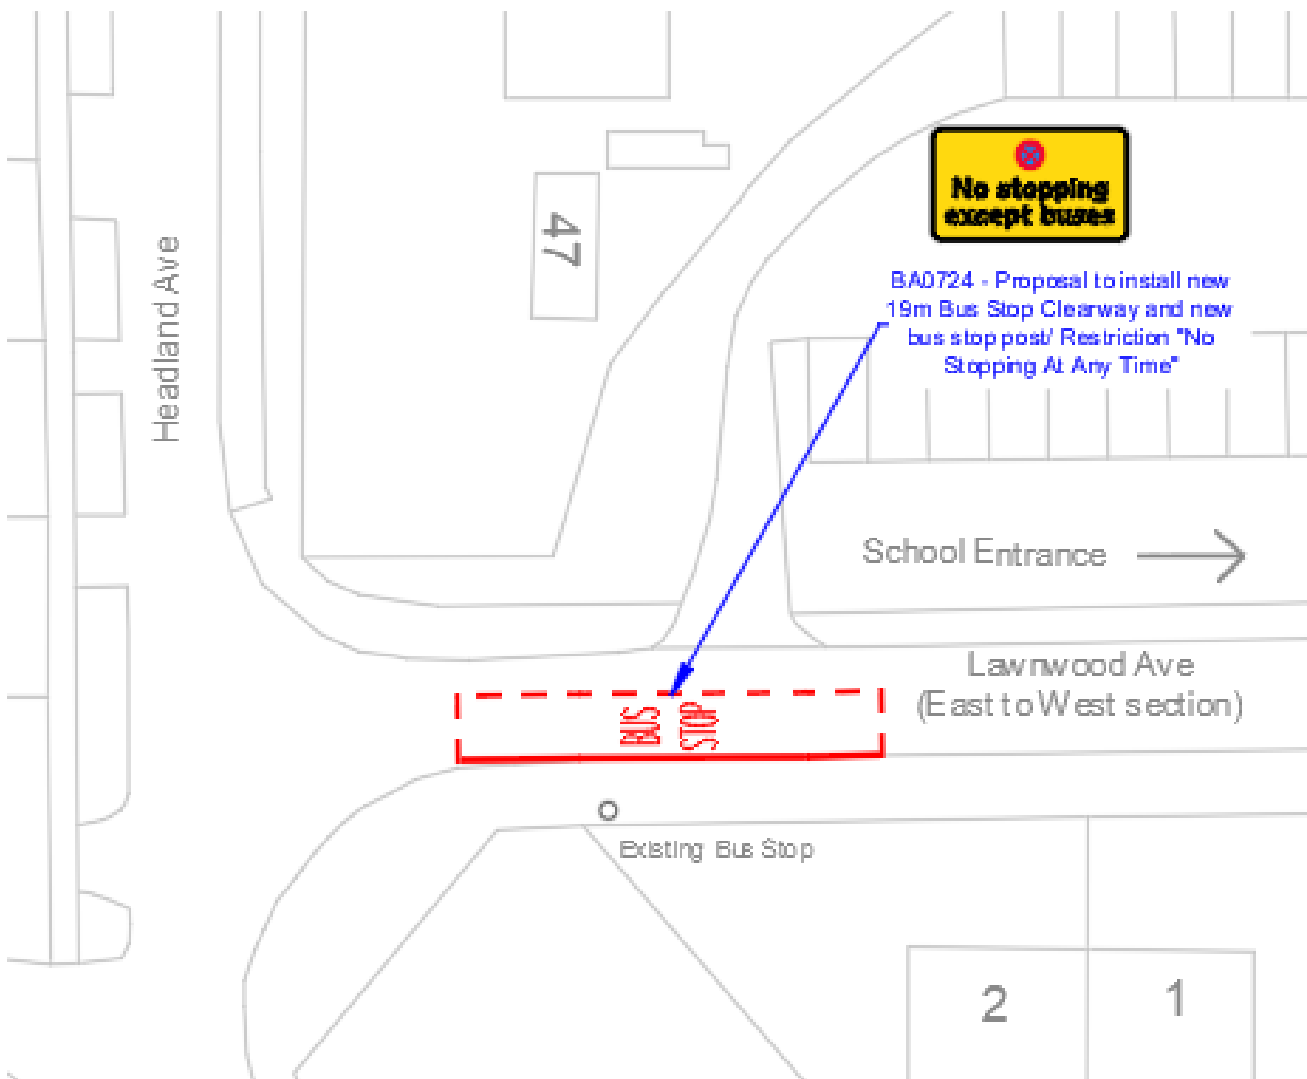 No stopping
except buses
BA0724 - Proposal to install new
19m Bus Stop Clearway and new
bus stop post/ Restriction "No
Stopping At Any Time"
47
Headland Ave
School Entrance
Lawnwood Ave
(East to West section)
BUS
STOP
Existing Bus Stop
2
1